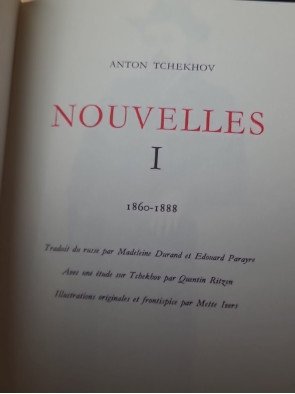 ANTON TCHEKHOV
NOUVELLES
I
1860-1888
Traduit du russe par Madeleine Durand et Edouard Parayre
Avec une étude sur Tchekhov par Quentin Ritzen
Illustrations originales et frontispice par Mette Ivers